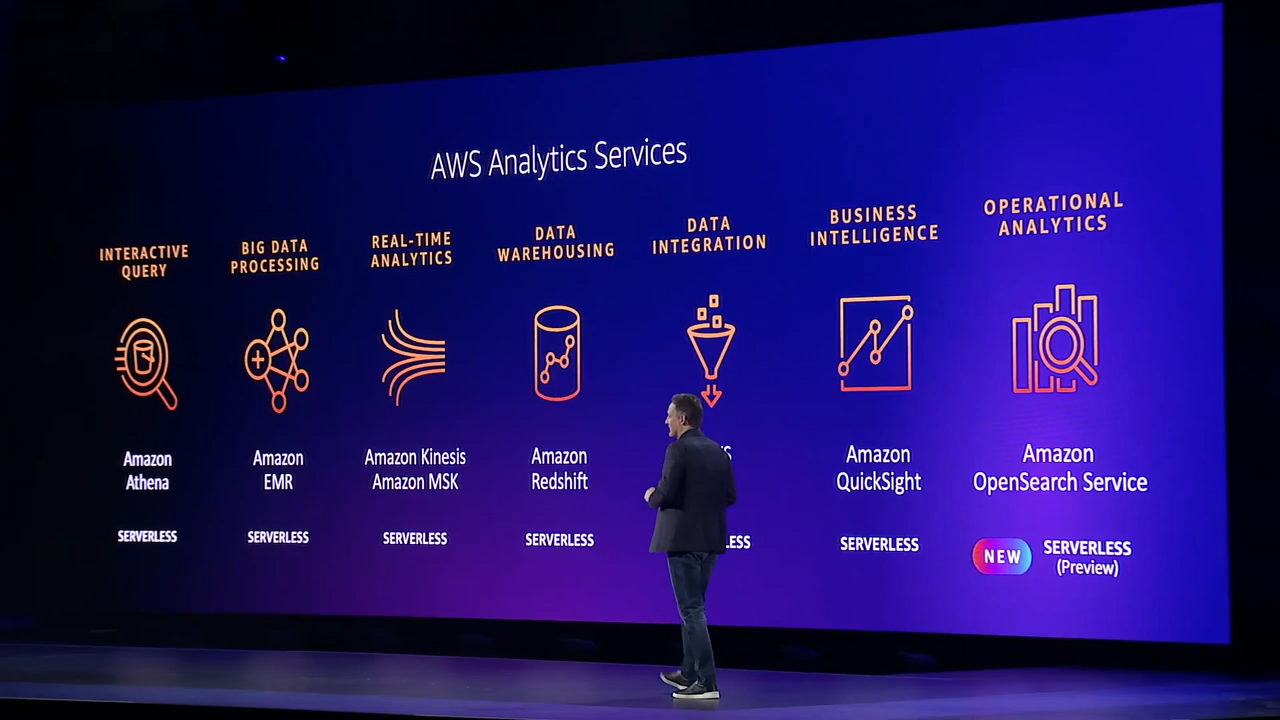 AWS Analytics Services
INTERACTIVE
QUERY
Amazon
Athena
SERVERLESS
BIG DATA
PROCESSING
Amazon
EMR
SERVERLESS
REAL-TIME
ANALYTICS
Amazon Kinesis
Amazon MSK
SERVERLESS
DATA
WAREHOUSING
Amazon
Redshift
SERVERLESS
DATA
INTEGRATION
BUSINESS
INTELLIGENCE
Amazon
QuickSight
SERVERLESS
OPERATIONAL
ANALYTICS
Amazon
OpenSearch Service
NEW
SERVERLESS
(Preview)